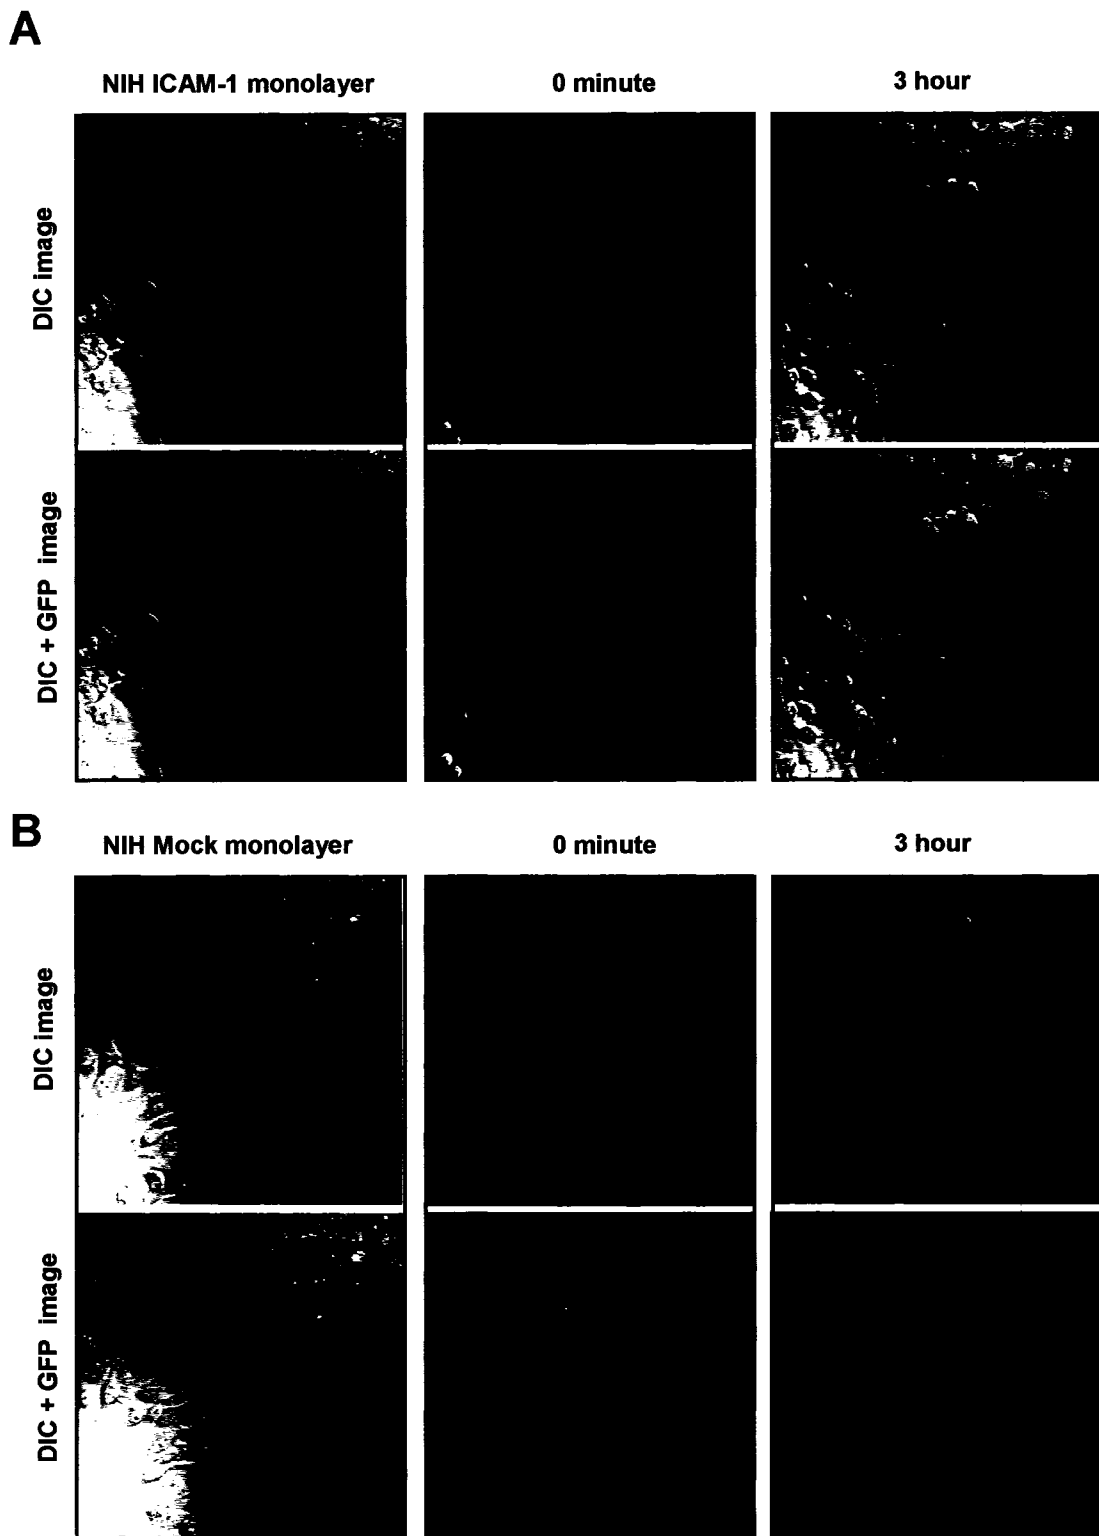 A
NIH ICAM-1 monolayer 0 minute 3 hour
DIC image
DIC + GFP image
B
NIH Mock monolayer 0 minute 3 hour
DIC image
DIC + GFP image